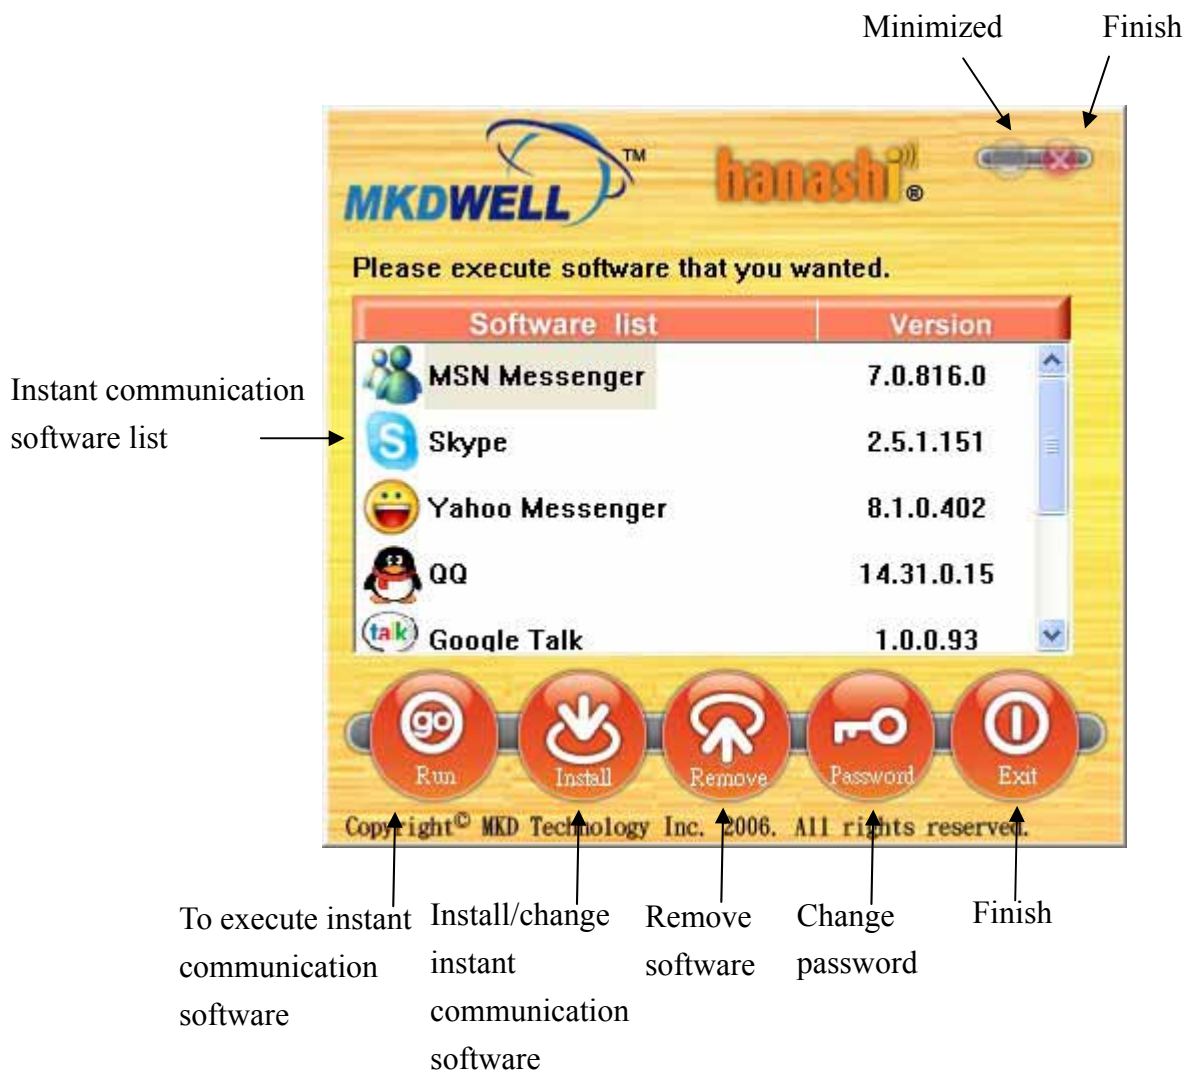 Minimized Finish
MKDWELL™ hanashi®
Please execute software that you wanted.
Software list Version
MSN Messenger 7.0.816.0
Instant communication
software list
Skype 2.5.1.151
Yahoo Messenger 8.1.0.402
QQ 14.31.0.15
talk Google Talk 1.0.0.93
go
Run Install Remove Password Exit
Copyright© MKD Technology Inc. 2006. All rights reserved.
To execute instant
communication
software
Install/change
instant
communication
software
Remove
software
Change
password
Finish